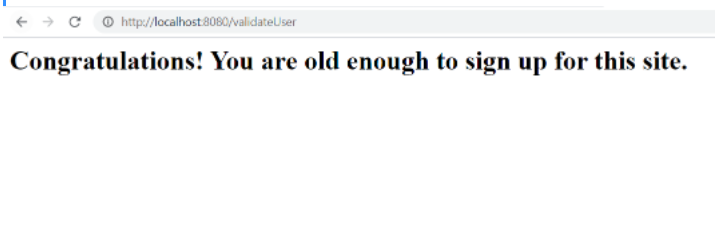 http://localhost:8080/validateUser
Congratulations! You are old enough to sign up for this site.